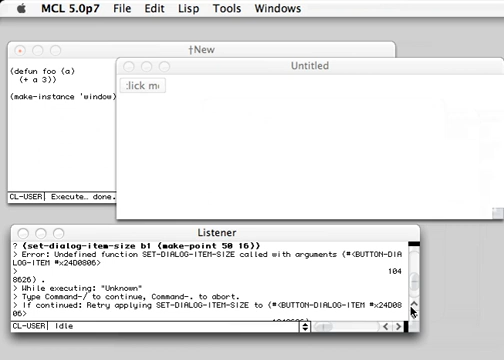 MCL 5.0p7 File Edit Lisp Tools Windows
†New
(defun foo (a)
(+ a 3))
(make-instance 'window)
CL-USER| Execute… done.
Untitled
:lick me
Listener
? (set-dialog-item-size b1 (make-point 50 16))
> Error: Undefined function SET-DIALOG-ITEM-SIZE called with arguments (#<BUTTON-DIA
LOG-ITEM #x24D0806>
> 104
8626) .
> While executing: "Unknown"
> Type Command-/ to continue, Command-. to abort.
> If continued: Retry applying SET-DIALOG-ITEM-SIZE to (#<BUTTON-DIALOG-ITEM #x24D08
06>
CL-USER| Idle